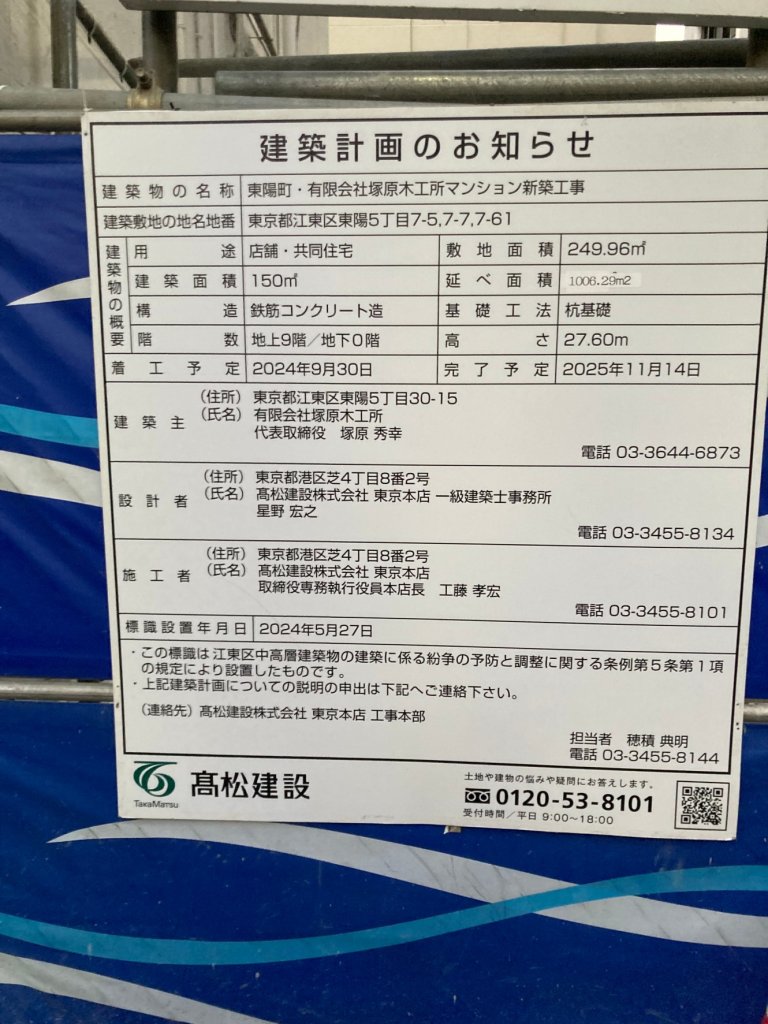 建築計画のお知らせ
建築物の名称 東陽町・有限会社塚原木工所マンション新築工事
建築敷地の地名地番 東京都江東区東陽5丁目7-5,7-7,7-61
建築物の概要
用途 店舗・共同住宅 敷地面積 249.96㎡
建築面積 150㎡ 延べ面積 1006.29m2
構造 鉄筋コンクリート造 基礎工法 杭基礎
階数 地上9階／地下0階 高さ 27.60m
着工予定 2024年9月30日 完了予定 2025年11月14日
建築主 （住所） 東京都江東区東陽5丁目30-15
（氏名） 有限会社塚原木工所
代表取締役 塚原 秀幸
電話 03-3644-6873
設計者 （住所） 東京都港区芝4丁目8番2号
（氏名） 髙松建設株式会社 東京本店 一級建築士事務所
星野 宏之
電話 03-3455-8134
施工者 （住所） 東京都港区芝4丁目8番2号
（氏名） 髙松建設株式会社 東京本店
取締役専務執行役員本店長 工藤 孝宏
電話 03-3455-8101
標識設置年月日 2024年5月27日
・この標識は江東区中高層建築物の建築に係る紛争の予防と調整に関する条例第5条第1項
の規定により設置したものです。
・上記建築計画についての説明の申出は下記へご連絡下さい。
（連絡先）髙松建設株式会社 東京本店 工事本部
担当者 穂積 典明
電話 03-3455-8144
TakaMatsu
髙松建設
土地や建物の悩みや疑問にお答えします。
0120-53-8101
受付時間／平日 9:00～18:00